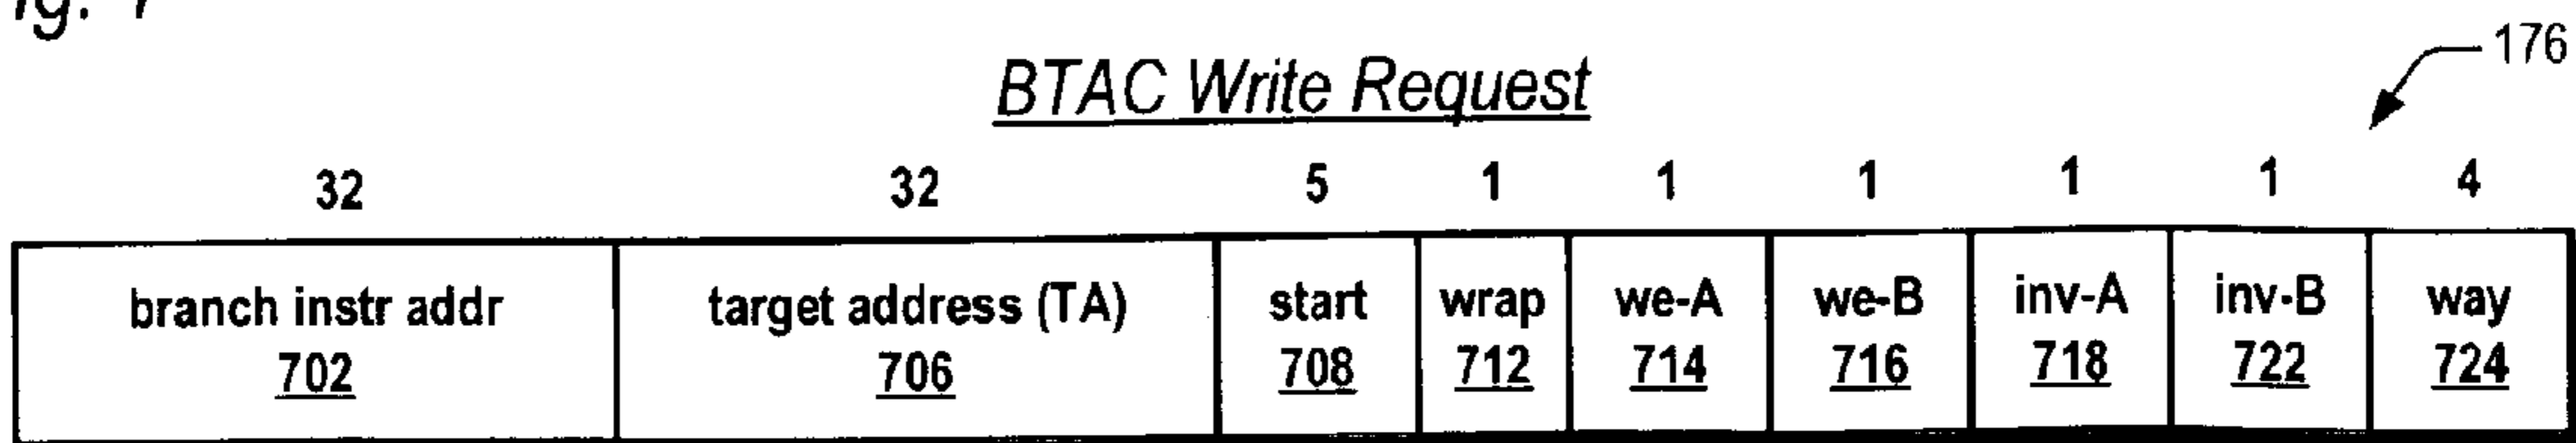 BTAC Write Request
176
32 32 5 1 1 1 1 1 4
branch instr addr target address (TA) start wrap we-A we-B inv-A inv-B way
702 706 708 712 714 716 718 722 724